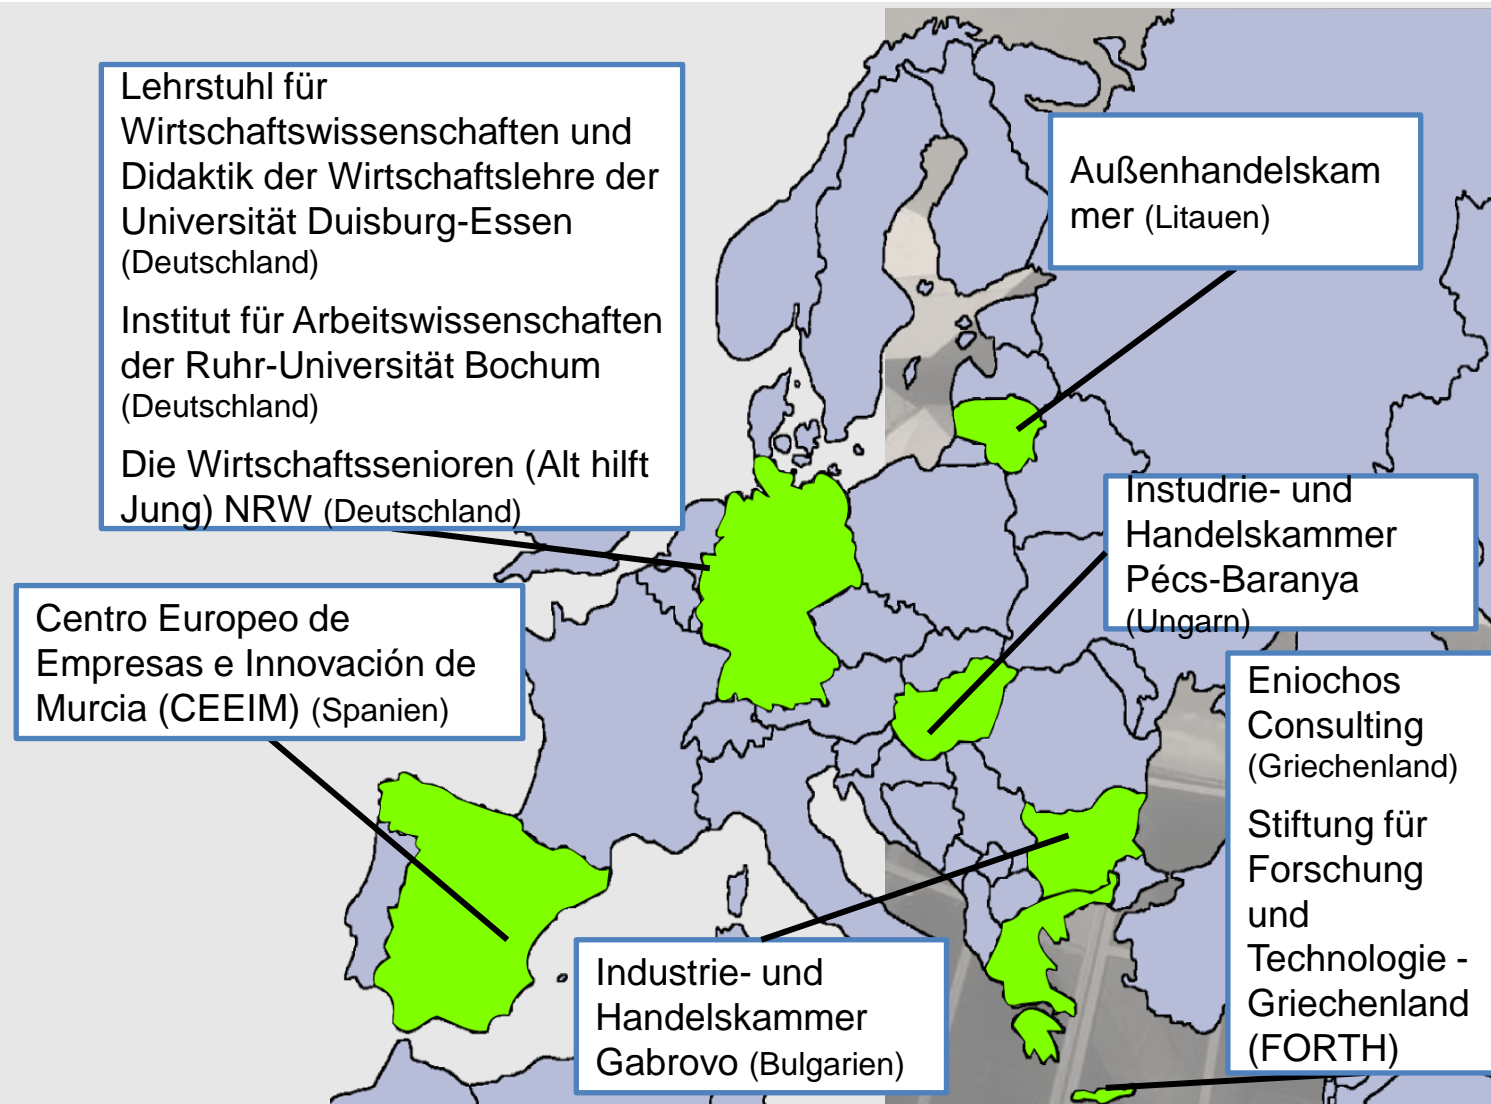 Lehrstuhl für
Wirtschaftswissenschaften und
Didaktik der Wirtschaftslehre der
Universität Duisburg-Essen
(Deutschland)
Institut für Arbeitswissenschaften
der Ruhr-Universität Bochum
(Deutschland)
Die Wirtschaftssenioren (Alt hilft
Jung) NRW (Deutschland)
Außenhandelskam
mer (Litauen)
Instudrie- und
Handelskammer
Pécs-Baranya
(Ungarn)
Centro Europeo de
Empresas e Innovación de
Murcia (CEEIM) (Spanien)
Eniochos
Consulting
(Griechenland)
Stiftung für
Forschung
und
Technologie -
Griechenland
(FORTH)
Industrie- und
Handelskammer
Gabrovo (Bulgarien)